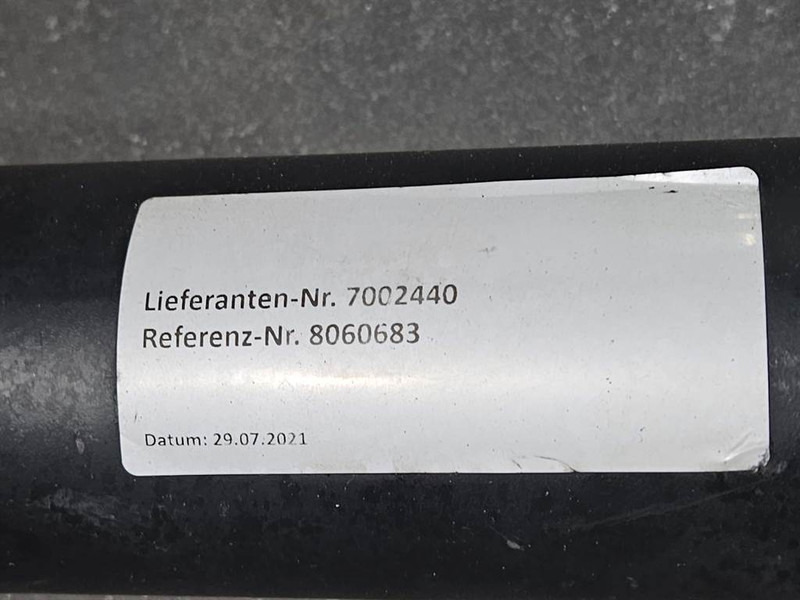 Lieferanten-Nr. 7002440
Referenz-Nr. 8060683
Datum: 29.07.2021